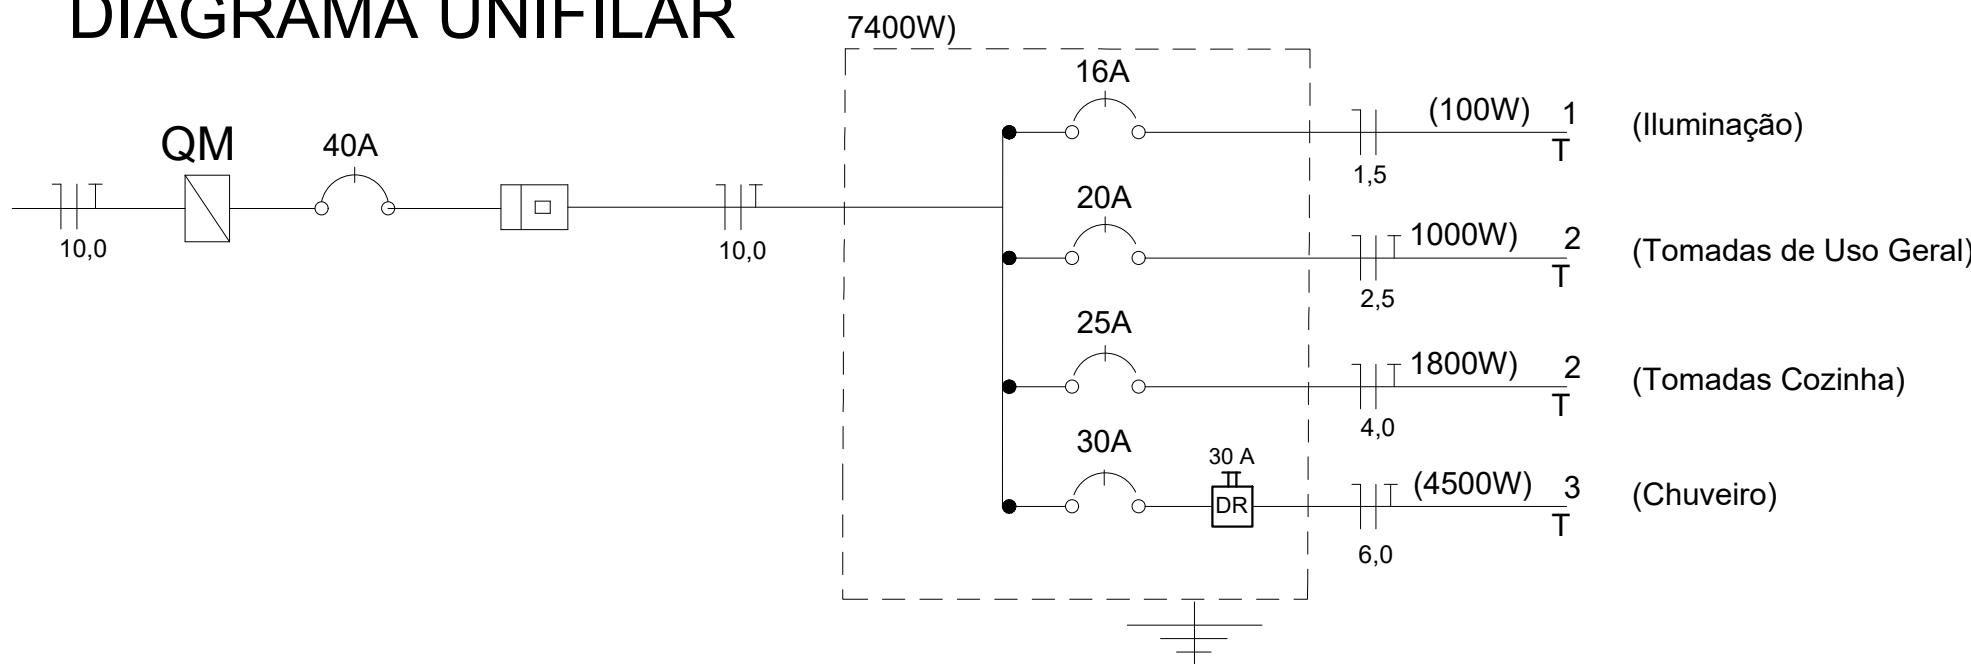 DIAGRAMA UNIFILAR
7400W)
QM
40A
10,0
10,0
16A
(100W) 1
T
1,5
(Iluminação)
20A
1000W) 2
T
2,5
(Tomadas de Uso Geral)
25A
1800W) 2
T
4,0
(Tomadas Cozinha)
30A
30 A
DR
(4500W) 3
T
6,0
(Chuveiro)